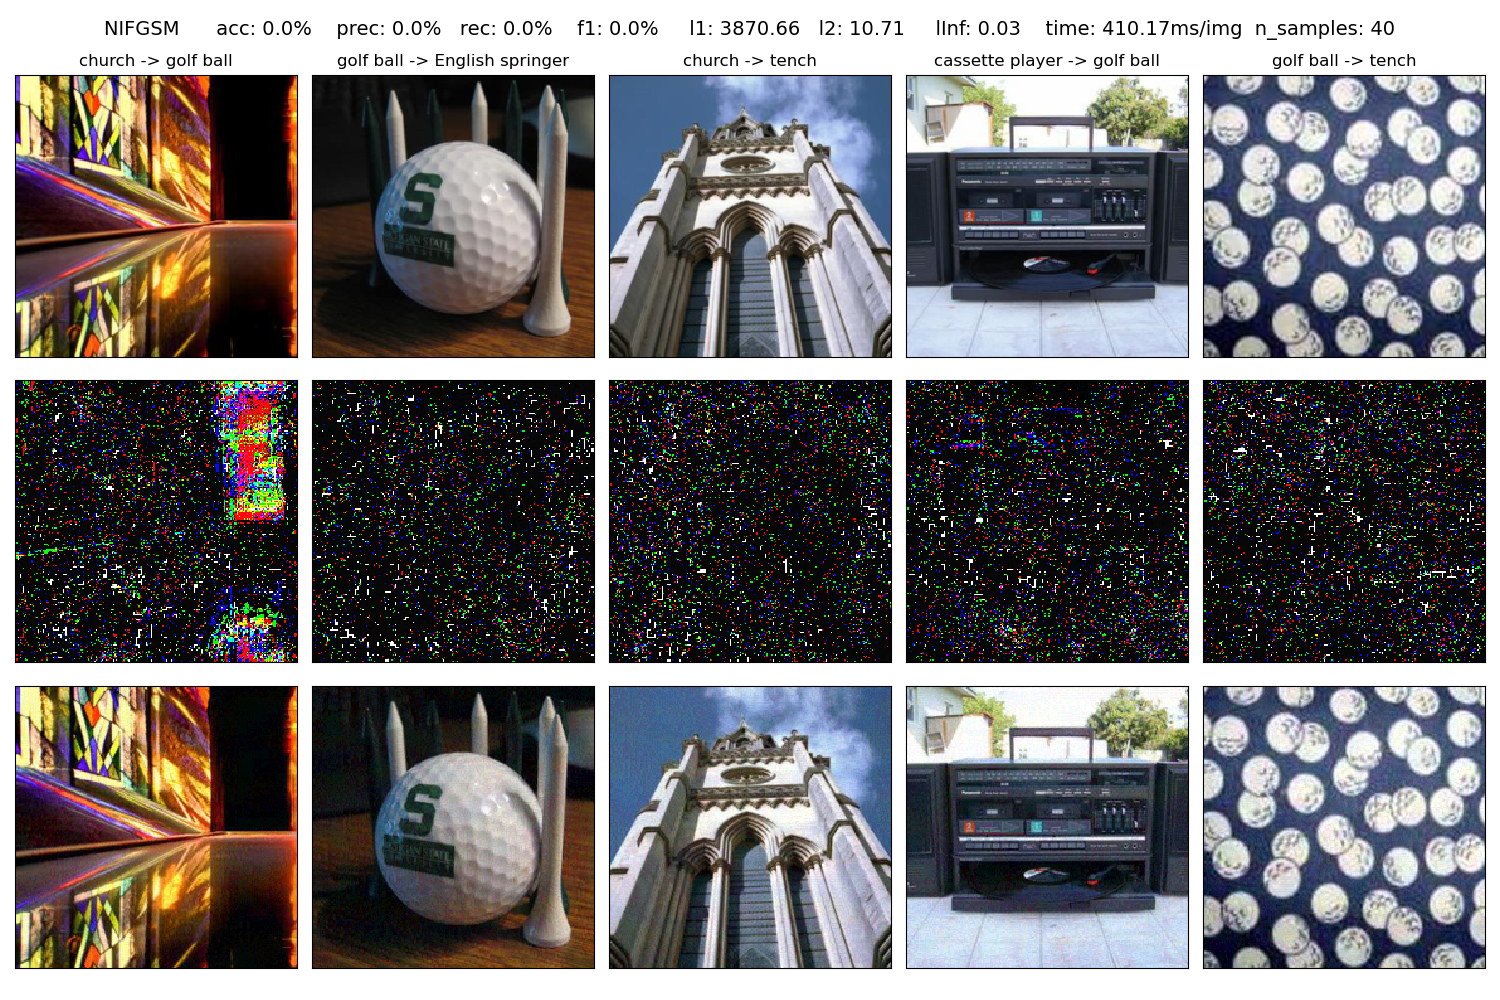 NIFGSM acc: 0.0% prec: 0.0% rec: 0.0% f1: 0.0% l1: 3870.66 l2: 10.71 lInf: 0.03 time: 410.17ms/img n_samples: 40
church -> golf ball
golf ball -> English springer
church -> tench
cassette player -> golf ball
golf ball -> tench
S
STATE
Panasonic
S